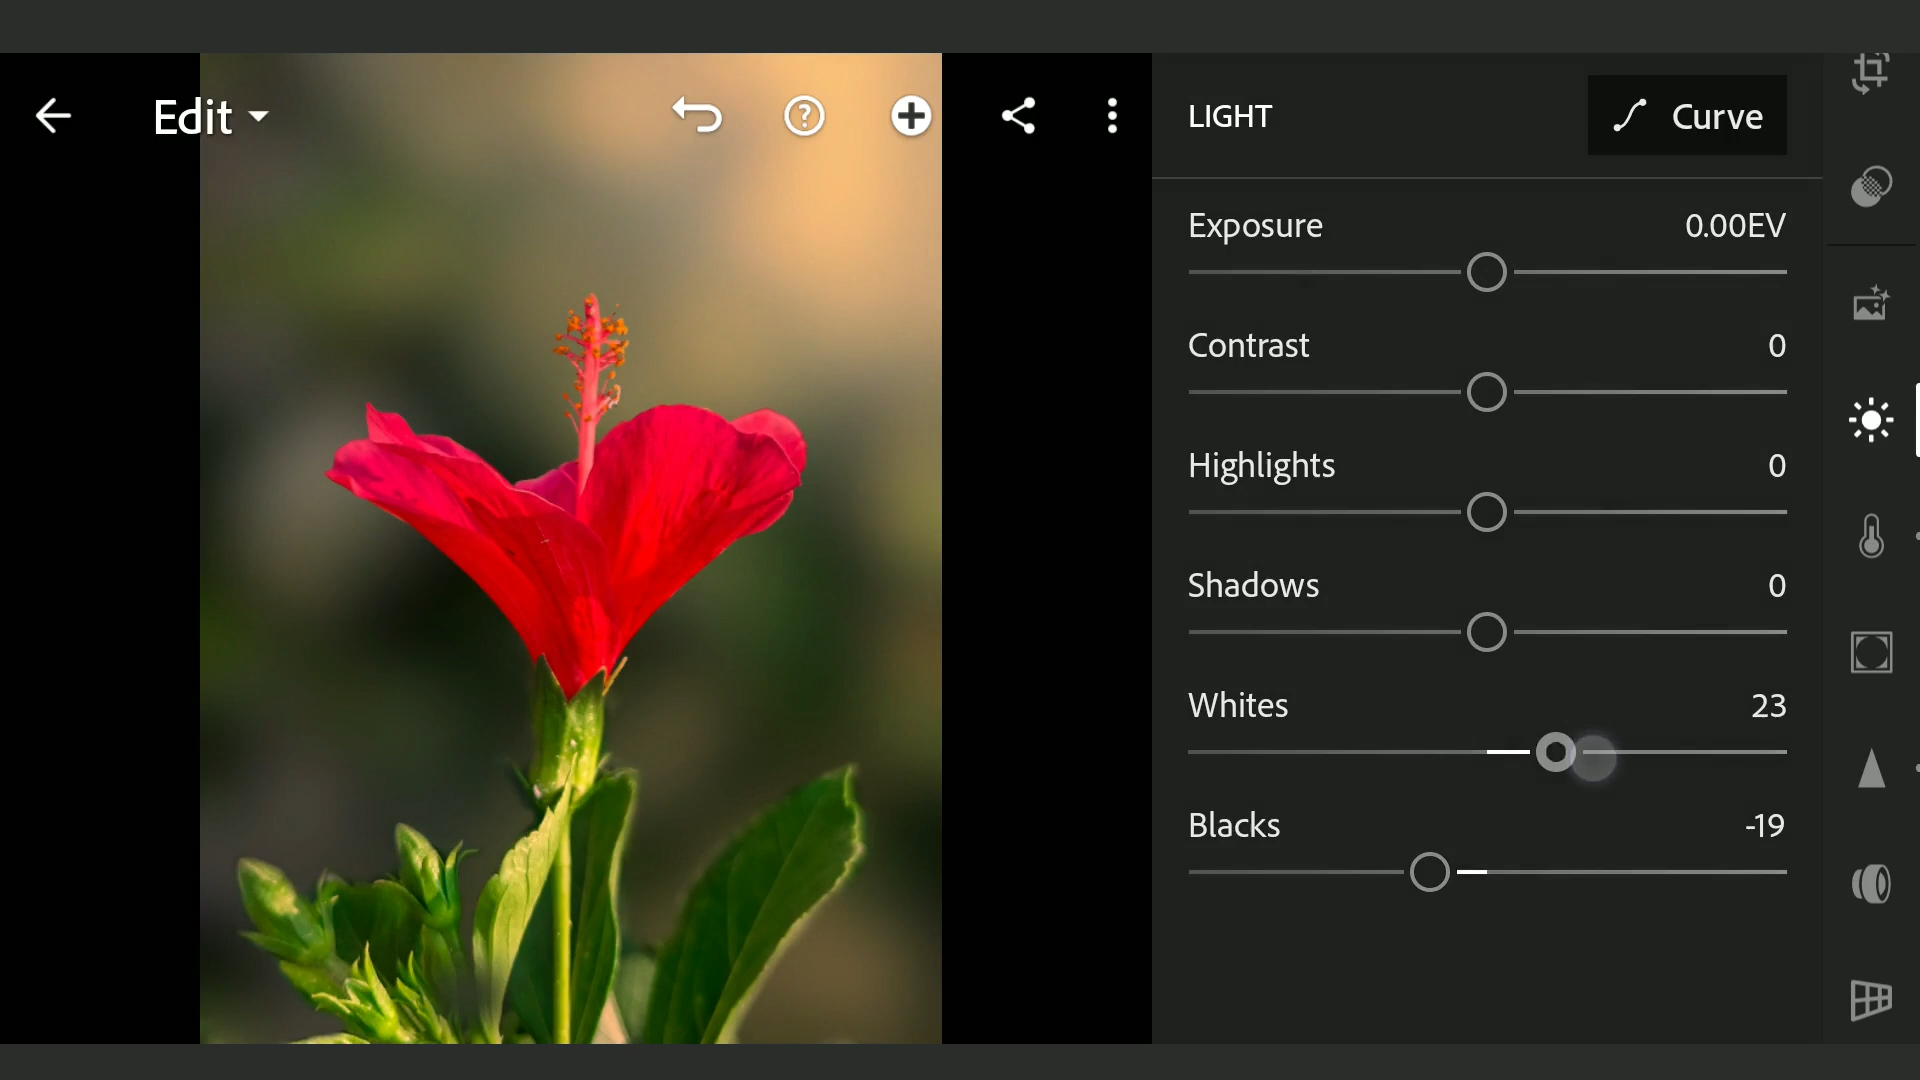 Edit
LIGHT
Curve
Exposure 0.00EV
Contrast 0
Highlights 0
Shadows 0
Whites 23
Blacks -19